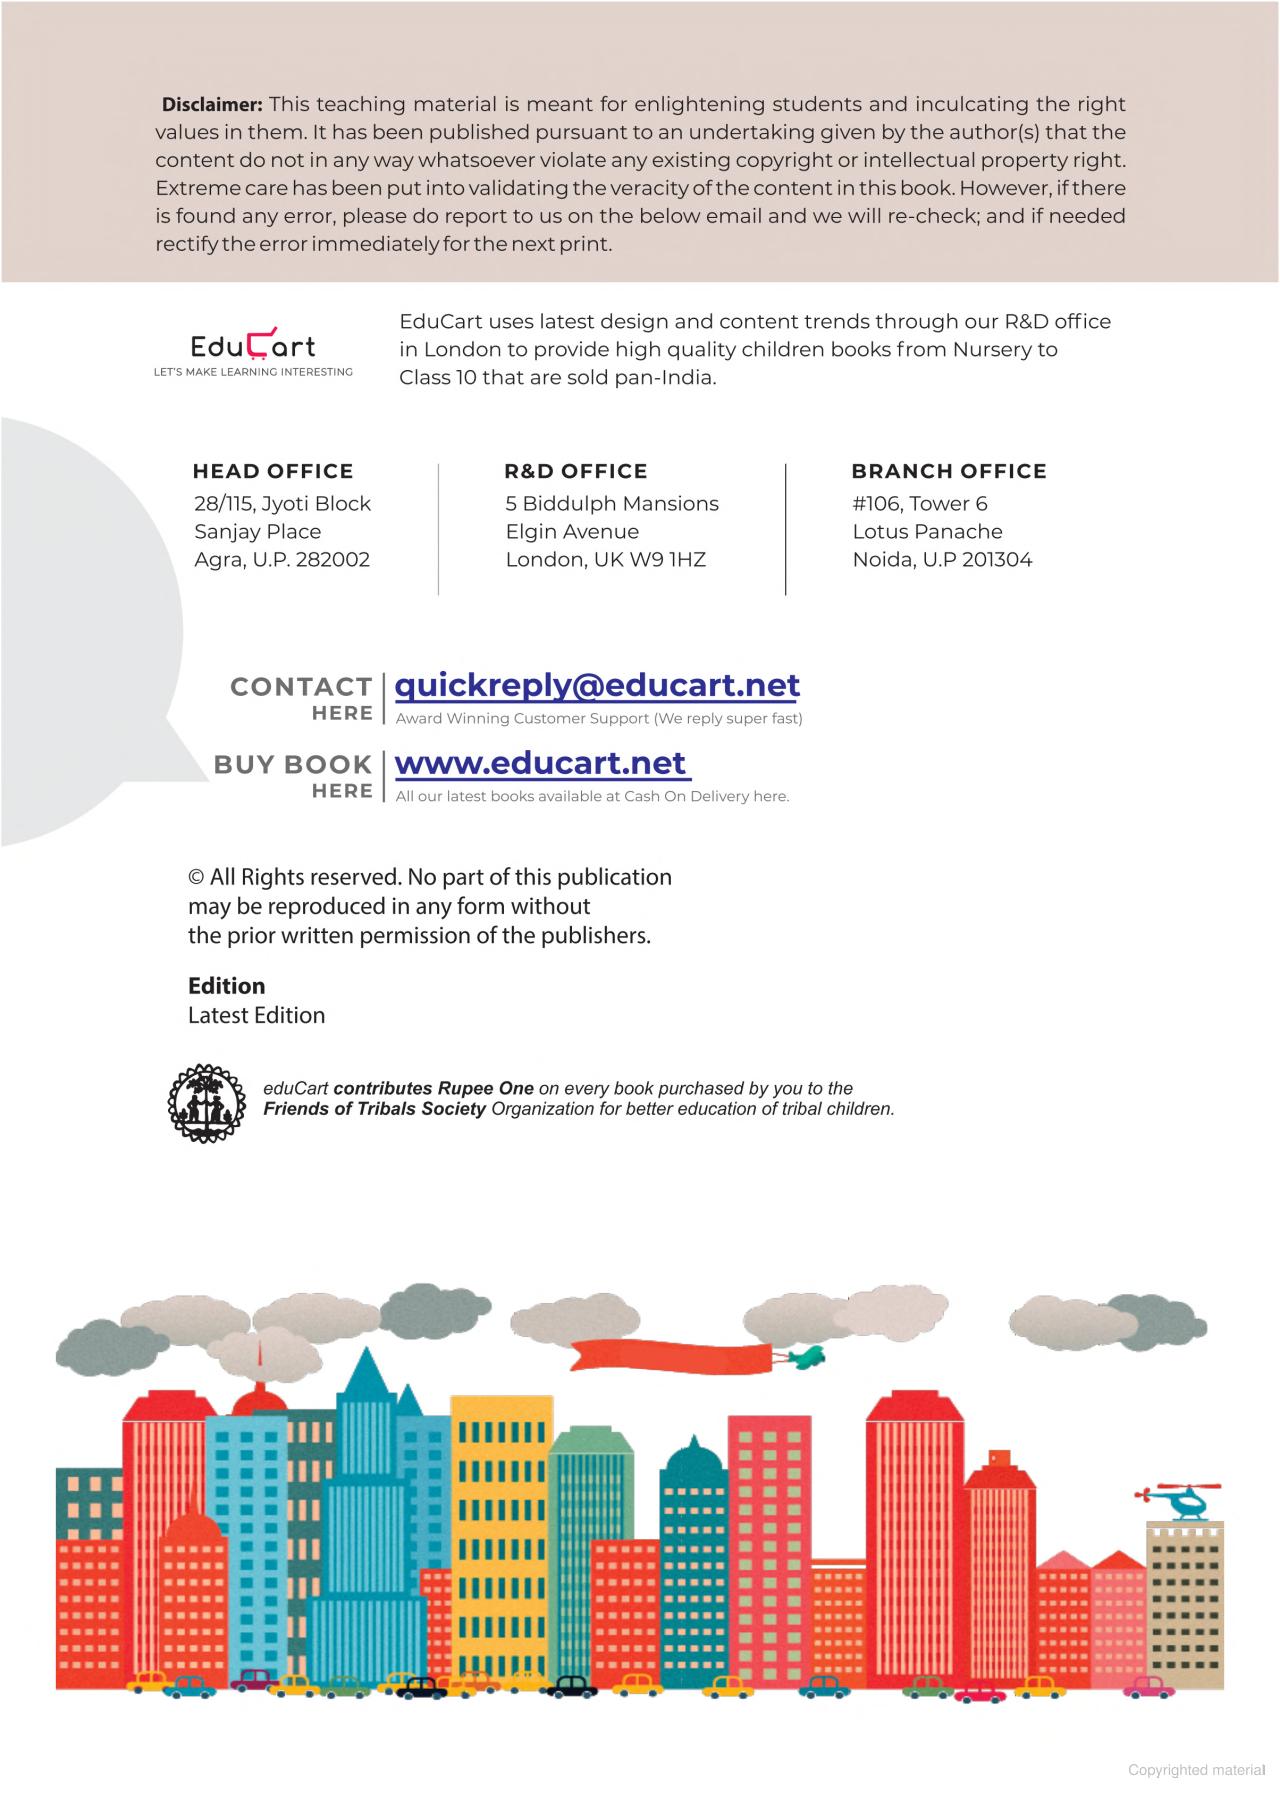 Disclaimer: This teaching material is meant for enlightening students and inculcating the right
values in them. It has been published pursuant to an undertaking given by the author(s) that the
content do not in any way whatsoever violate any existing copyright or intellectual property right.
Extreme care has been put into validating the veracity of the content in this book. However, if there
is found any error, please do report to us on the below email and we will re-check; and if needed
rectify the error immediately for the next print.
EduCart
LET'S MAKE LEARNING INTERESTING
EduCart uses latest design and content trends through our R&D office
in London to provide high quality children books from Nursery to
Class 10 that are sold pan-India.
HEAD OFFICE
28/115, Jyoti Block
Sanjay Place
Agra, U.P. 282002
R&D OFFICE
5 Biddulph Mansions
Elgin Avenue
London, UK W9 1HZ
BRANCH OFFICE
#106, Tower 6
Lotus Panache
Noida, U.P 201304
CONTACT
HERE
quickreply@educart.net
Award Winning Customer Support (We reply super fast)
BUY BOOK
HERE
www.educart.net
All our latest books available at Cash On Delivery here.
© All Rights reserved. No part of this publication
may be reproduced in any form without
the prior written permission of the publishers.
Edition
Latest Edition
eduCart contributes Rupee One on every book purchased by you to the
Friends of Tribals Society Organization for better education of tribal children.
Copyrighted material